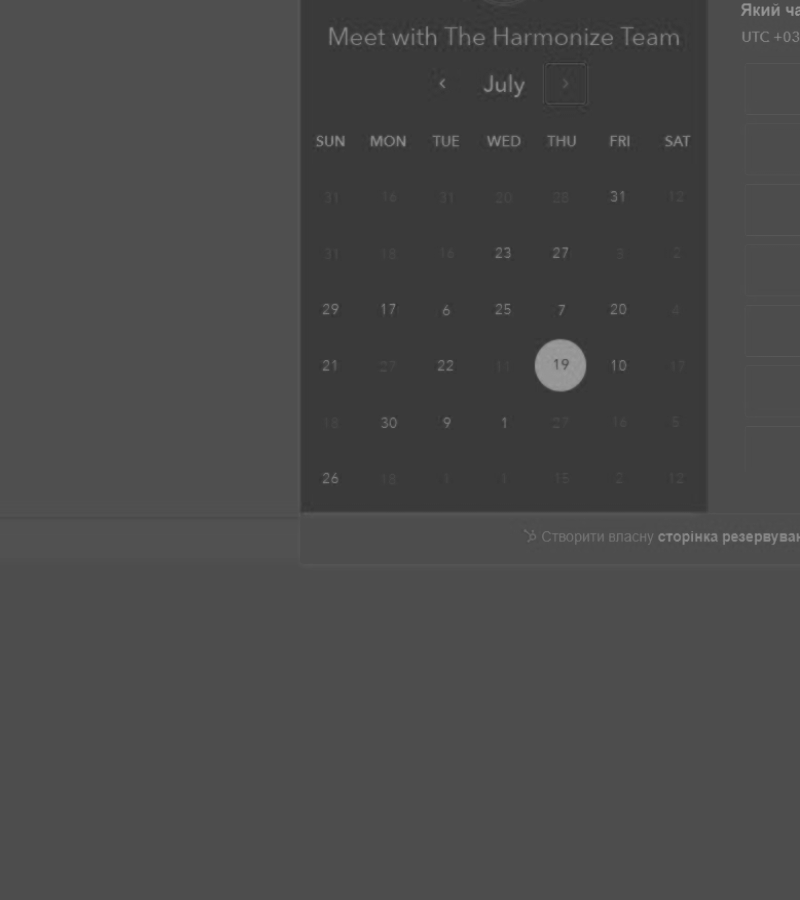 Який ча
Meet with The Harmonize Team
UTC +03
July
SUN MON TUE WED THU FRI SAT
31 16 31 20 28 31 12
31 18 16 23 27 3 2
29 17 6 25 7 20 4
21 27 22 11 19 10 17
18 30 9 1 27 16 5
26 18 1 1 15 2 12
Створити власну сторінка резервуван